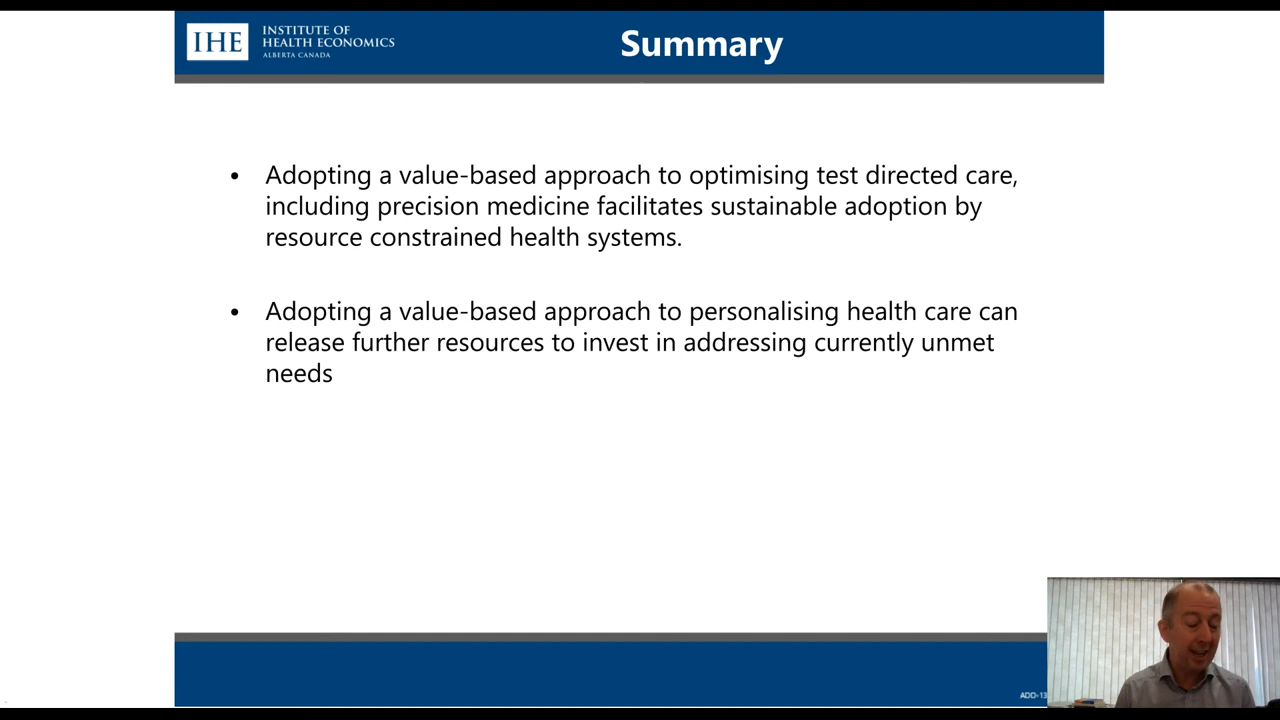 IHE
INSTITUTE OF
HEALTH ECONOMICS
ALBERTA CANADA
Summary
• Adopting a value-based approach to optimising test directed care,
including precision medicine facilitates sustainable adoption by
resource constrained health systems.
• Adopting a value-based approach to personalising health care can
release further resources to invest in addressing currently unmet
needs
ADD-13